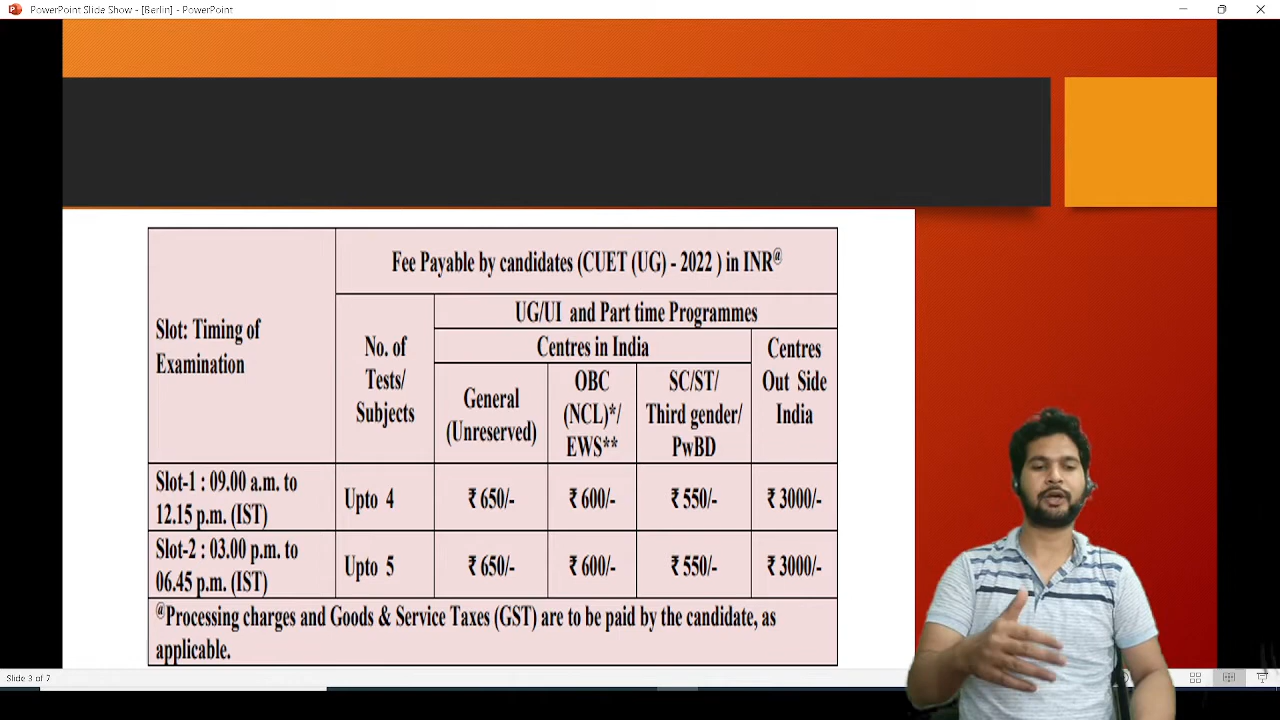 PowerPoint Slide Show - [Berlin] - PowerPoint
Fee Payable by candidates (CUET (UG) - 2022 ) in INR@
Slot: Timing of
Examination
No. of
Tests/
Subjects
UG/UI and Part time Programmes
Centres in India
Centres
Out Side
India
General
(Unreserved)
OBC
(NCL)*/
EWS**
SC/ST/
Third gender/
PwBD
Slot-1 : 09.00 a.m. to
12.15 p.m. (IST)
Upto 4
₹ 650/-
₹ 600/-
₹ 550/-
₹ 3000/-
Slot-2 : 03.00 p.m. to
06.45 p.m. (IST)
Upto 5
₹ 650/-
₹ 600/-
₹ 550/-
₹ 3000/-
@Processing charges and Goods & Service Taxes (GST) are to be paid by the candidate, as
applicable.
Slide 3 of 7